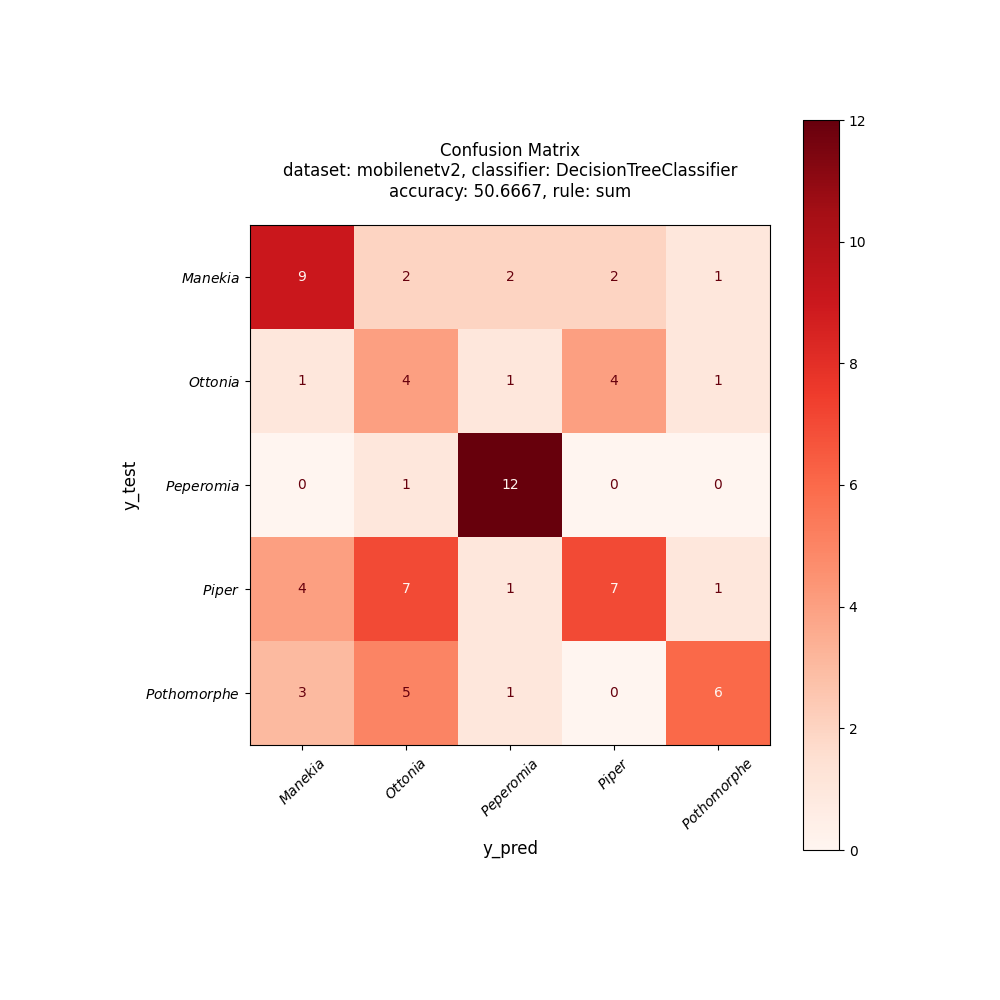 Confusion Matrix
dataset: mobilenetv2, classifier: DecisionTreeClassifier
accuracy: 50.6667, rule: sum
12
10
8
6
4
2
0
y_test
Manekia 9 2 2 2 1
Ottonia 1 4 1 4 1
Peperomia 0 1 12 0 0
Piper 4 7 1 7 1
Pothomorphe 3 5 1 0 6
Manekia Ottonia Peperomia Piper Pothomorphe
y_pred